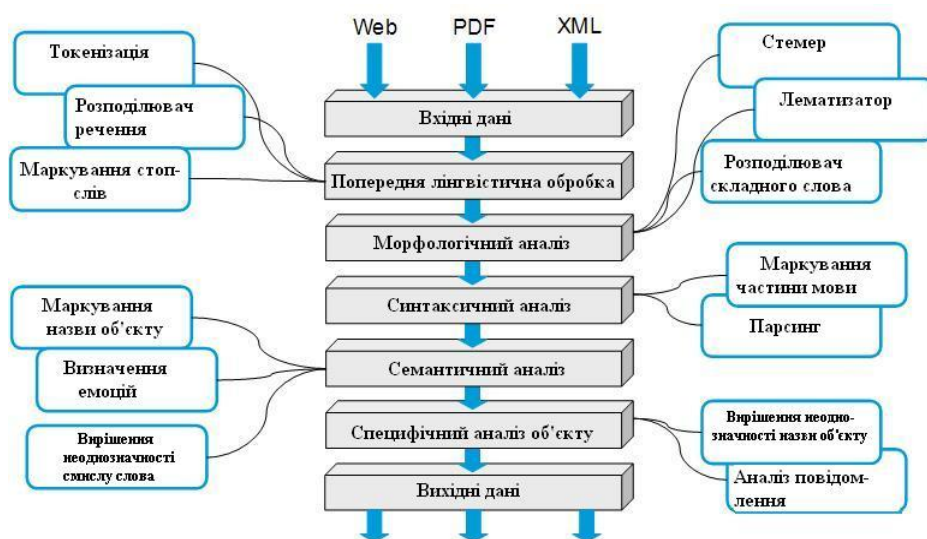 Web PDF XML
Токенізація
Розподілювач
речення
Маркування стоп-
слів
Стемер
Лематизатор
Розподілювач
складного слова
Вхідні дані
Попередня лінгвістична обробка
Морфологічний аналіз
Синтаксичний аналіз
Семантичний аналіз
Специфічний аналіз об'єкту
Вихідні дані
Маркування
частини мови
Парсинг
Маркування
назви об'єкту
Визначення
емоцій
Вирішення
неоднозначності
смислу слова
Вирішення неодно-
значності назви об'єкту
Аналіз повідом-
лення